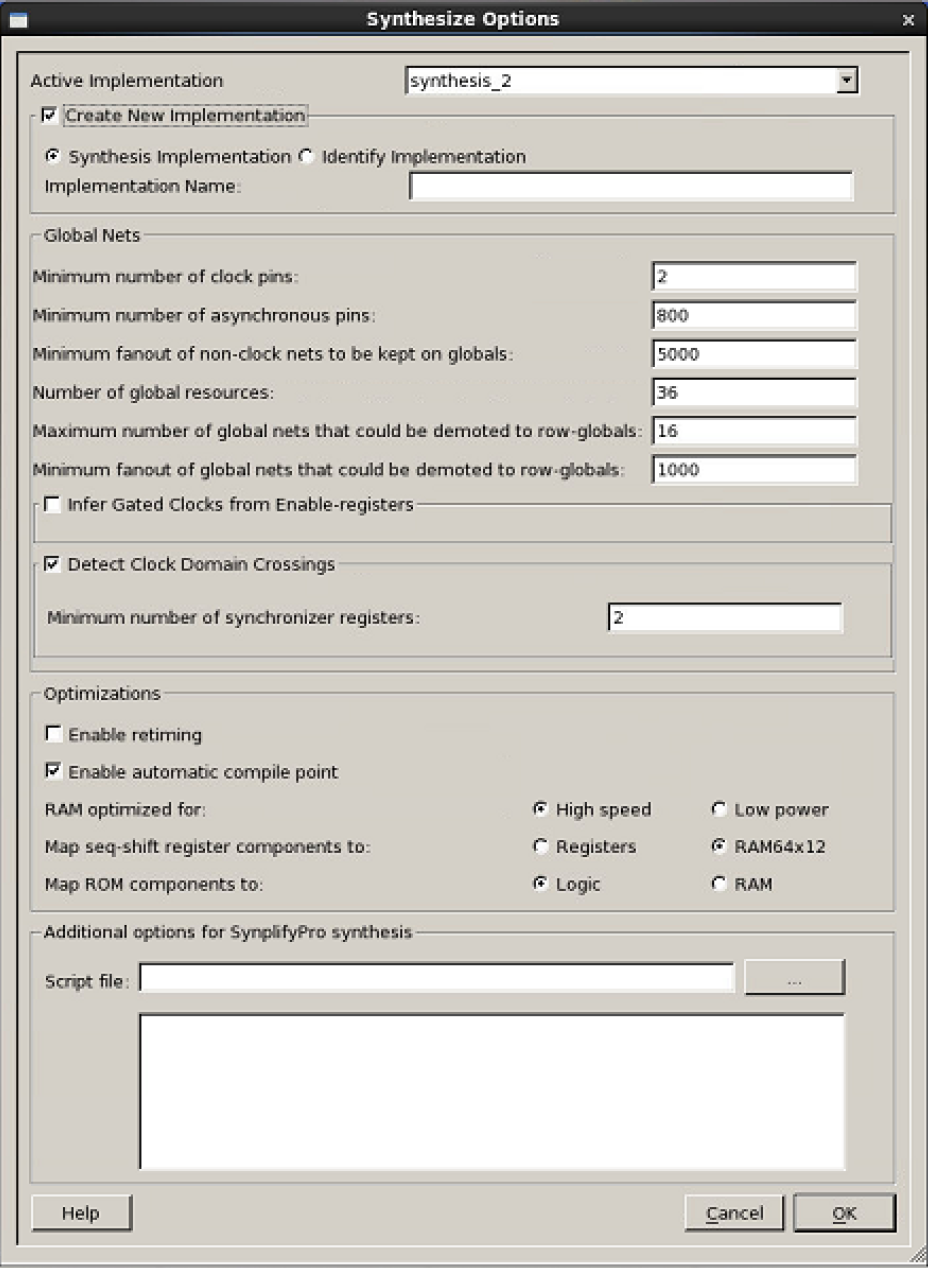 Synthesize Options
Active Implementation synthesis_2
Create New Implementation
Synthesis Implementation Identify Implementation
Implementation Name:
Global Nets
Minimum number of clock pins: 2
Minimum number of asynchronous pins: 800
Minimum fanout of non-clock nets to be kept on globals: 5000
Number of global resources: 36
Maximum number of global nets that could be demoted to row-globals: 16
Minimum fanout of global nets that could be demoted to row-globals: 1000
Infer Gated Clocks from Enable-registers
Detect Clock Domain Crossings
Minimum number of synchronizer registers: 2
Optimizations
Enable retiming
Enable automatic compile point
RAM optimized for: High speed Low power
Map seq-shift register components to: Registers RAM64x12
Map ROM components to: Logic RAM
Additional options for SynplifyPro synthesis
Script file: ...
Help Cancel OK